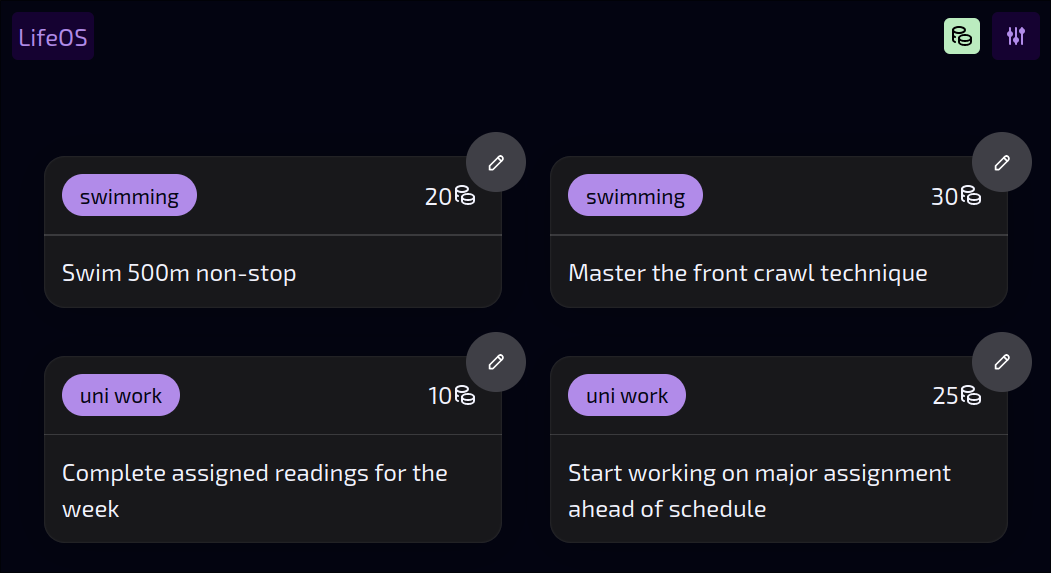 LifeOS
swimming
20
Swim 500m non-stop
swimming
30
Master the front crawl technique
uni work
10
Complete assigned readings for the
week
uni work
25
Start working on major assignment
ahead of schedule